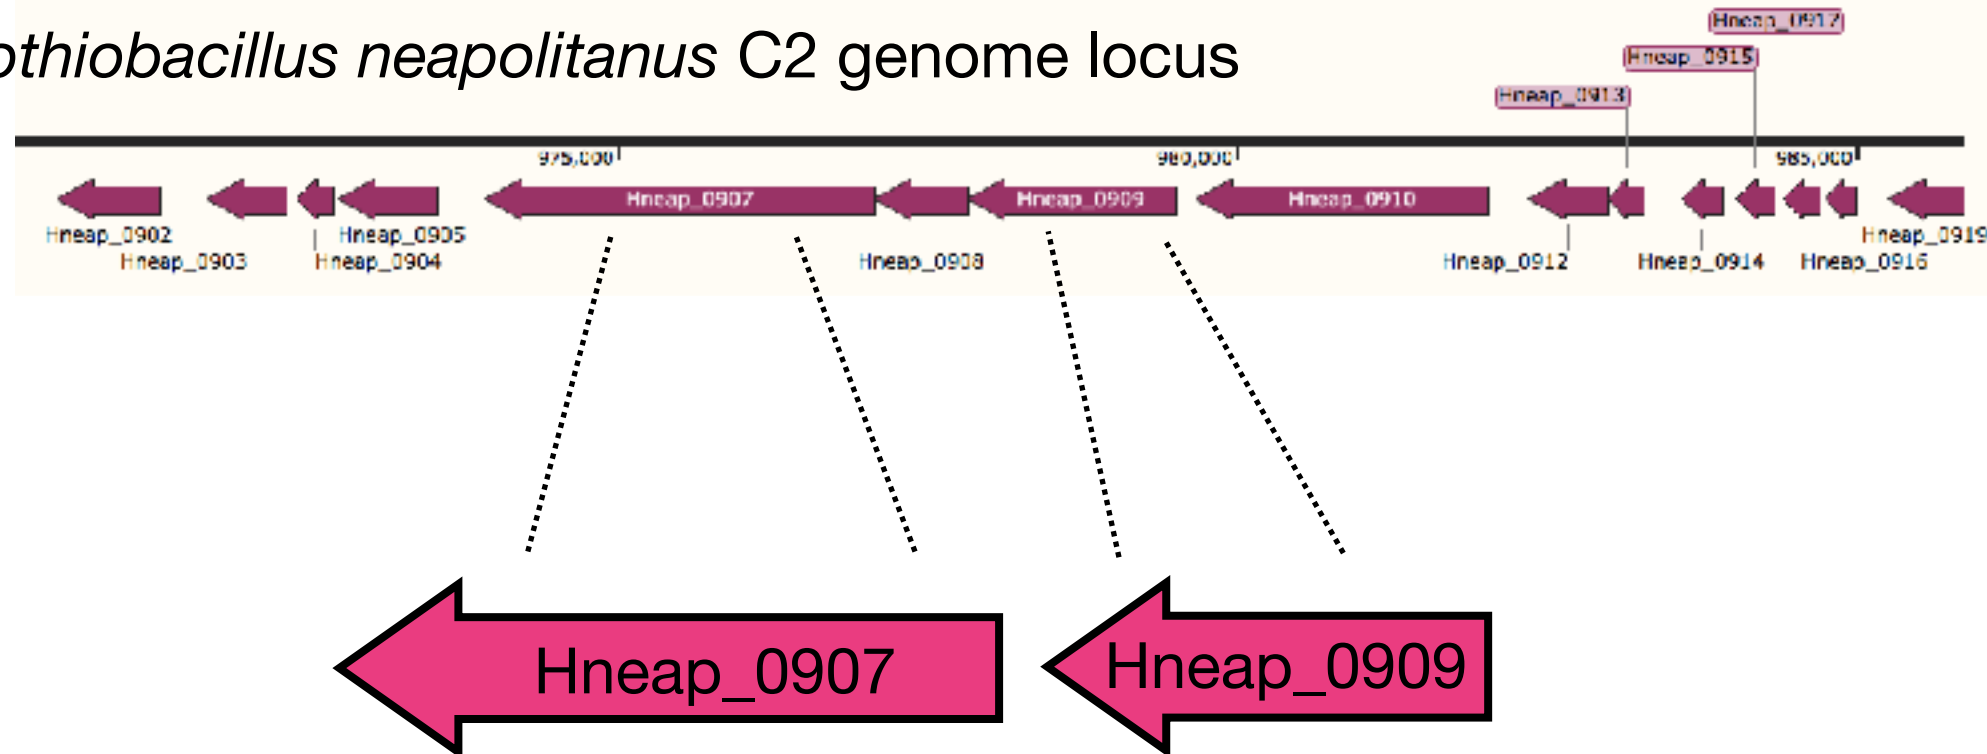 Hneap_0917
othiobacillus neapolitanus C2 genome locus
Hneap_0915
Hneap_0913
975,000
980,000
985,000
Hneap_0907
Hneap_0909
Hneap_0910
Hneap_0902
Hneap_0905
Hneap_0919
Hneap_0903
Hneap_0904
Hneap_0908
Hneap_0912
Hneap_0914
Hneap_0916
Hneap_0907
Hneap_0909